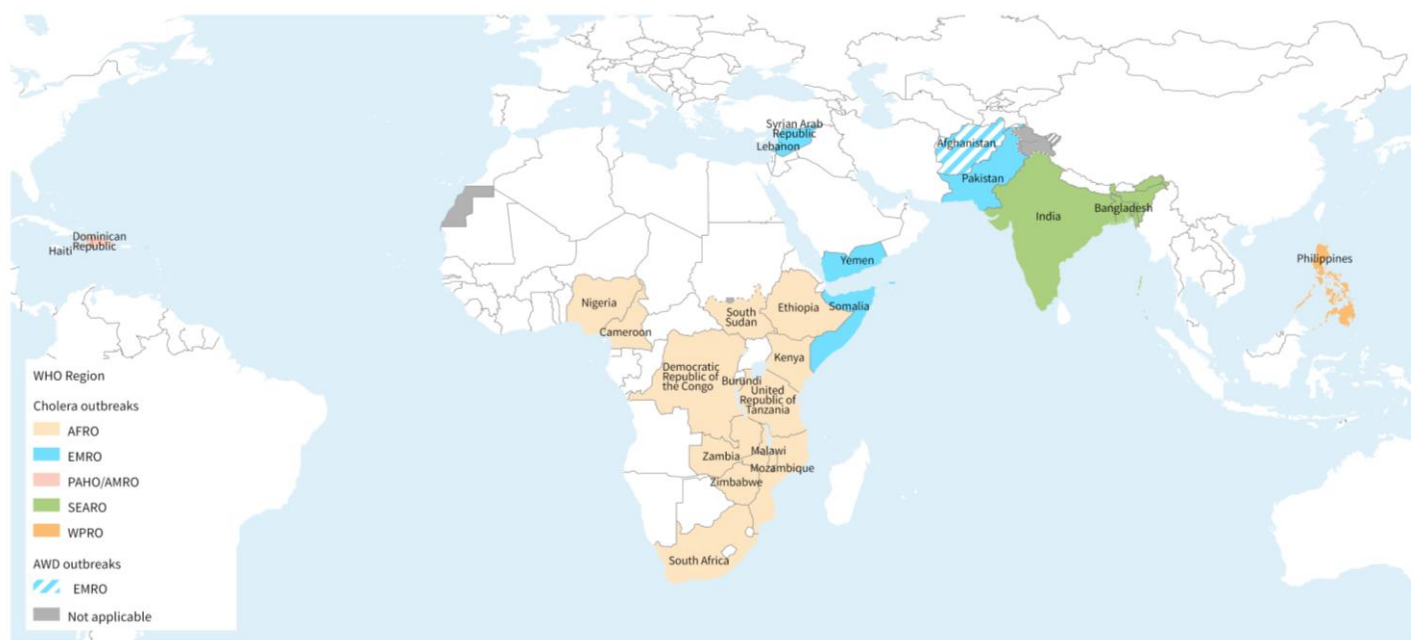 Syrian Arab
Republic
Lebanon
Afghanistan
Pakistan
India
Bangladesh
Dominican
Republic
Haiti
Yemen
Philippines
Nigeria
Cameroon
South
Sudan
Ethiopia
Somalia
Kenya
Democratic
Republic of
the Congo
Burundi
United
Republic of
Tanzania
Zambia
Malawi
Mozambique
Zimbabwe
South Africa
WHO Region
Cholera outbreaks
AFRO
EMRO
PAHO/AMRO
SEARO
WPRO
AWD outbreaks
EMRO
Not applicable